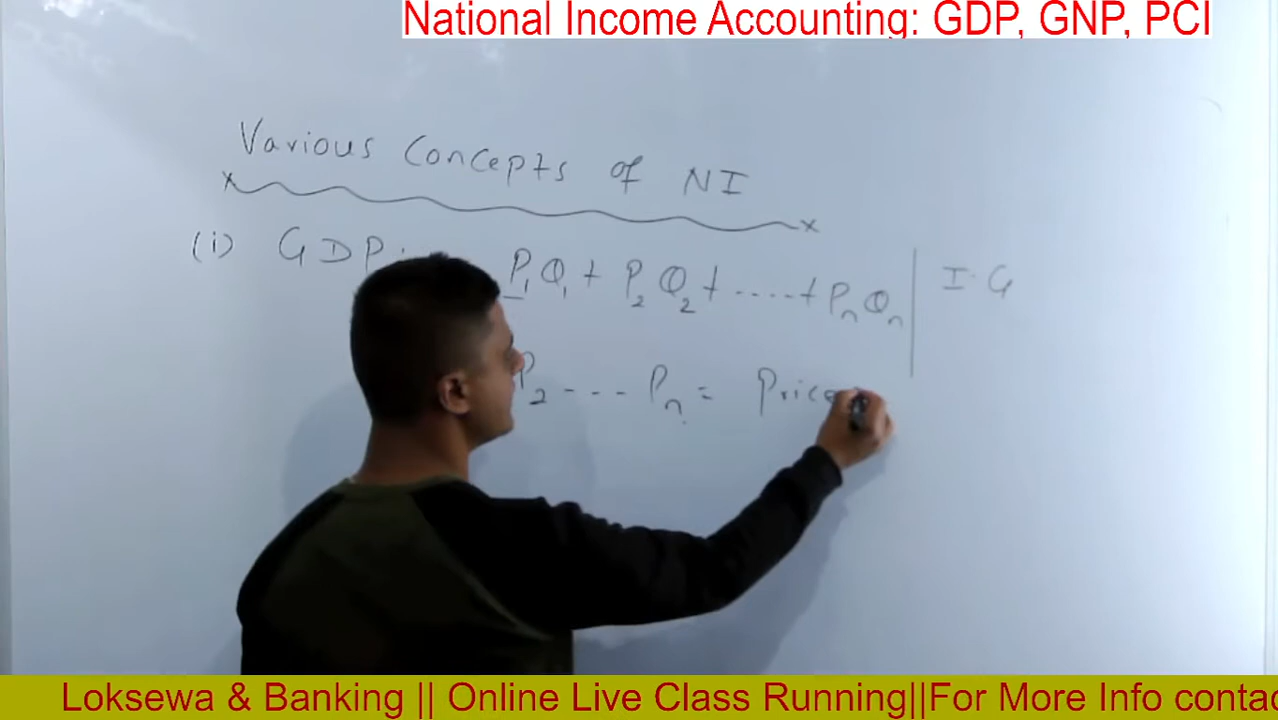 National Income Accounting: GDP, GNP, PCI
Various Concepts of NI
(i) GDP: P₁Q₁ + P₂Q₂ + ..... + PₙQₙ | I.G
P₂ --- Pₙ = Price
Loksewa & Banking || Online Live Class Running||For More Info contac